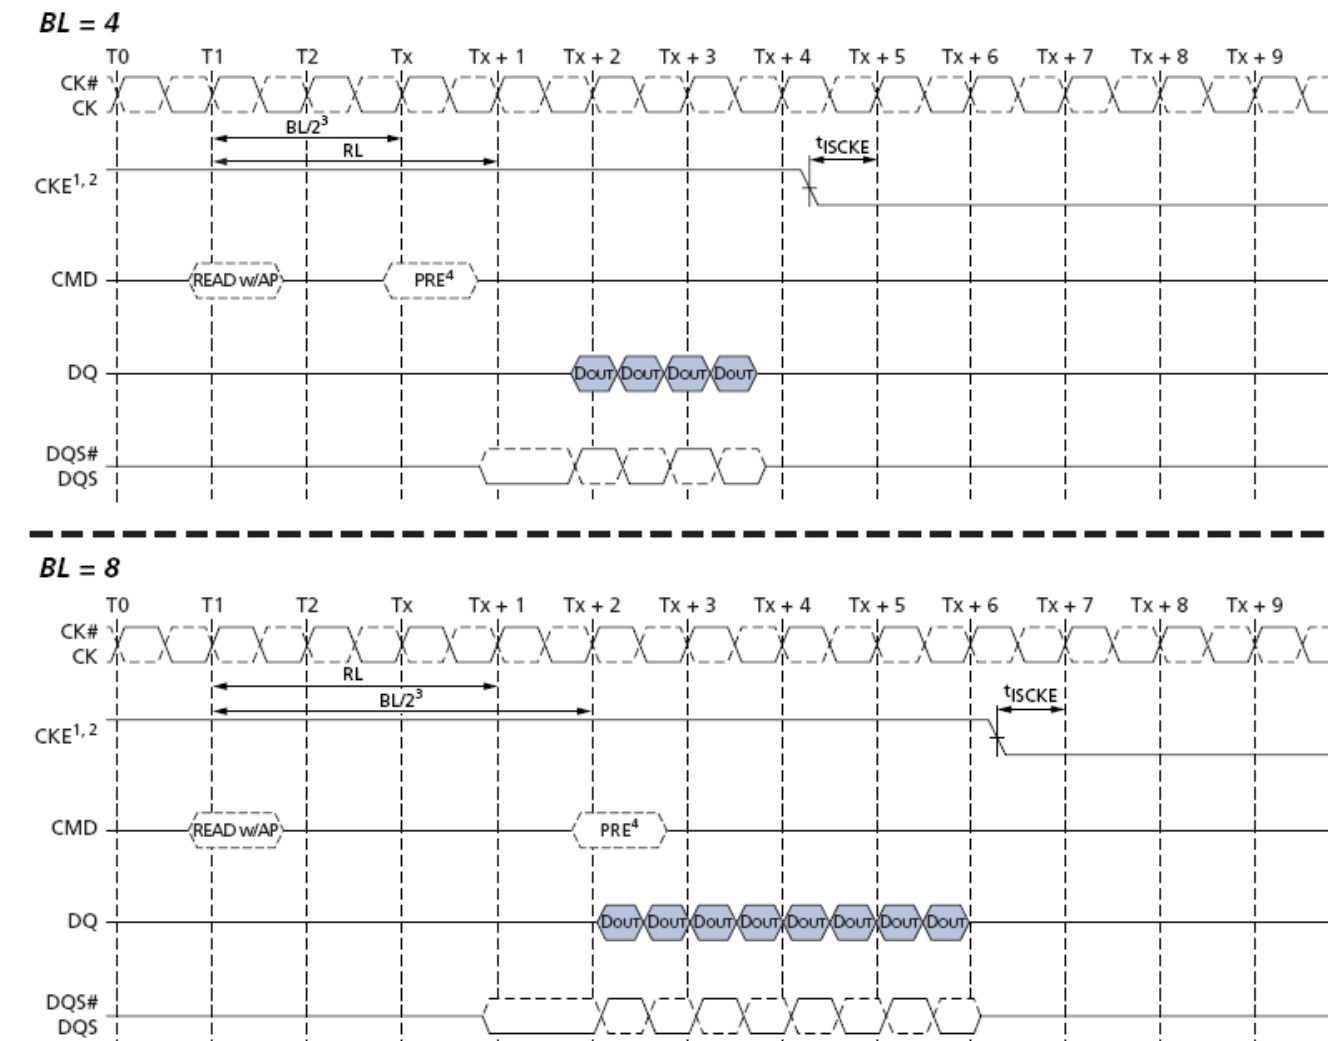 BL = 4
T0 T1 T2 Tx Tx + 1 Tx + 2 Tx + 3 Tx + 4 Tx + 5 Tx + 6 Tx + 7 Tx + 8 Tx + 9
CK#
CK
BL/2³
RL
tISCKE
CKE¹,²
CMD READ w/AP PRE⁴
DQ DOUT DOUT DOUT DOUT
DQS#
DQS
BL = 8
T0 T1 T2 Tx Tx + 1 Tx + 2 Tx + 3 Tx + 4 Tx + 5 Tx + 6 Tx + 7 Tx + 8 Tx + 9
CK#
CK
RL
BL/2³
tISCKE
CKE¹,²
CMD READ w/AP PRE⁴
DQ DOUT DOUT DOUT DOUT DOUT DOUT DOUT DOUT
DQS#
DQS